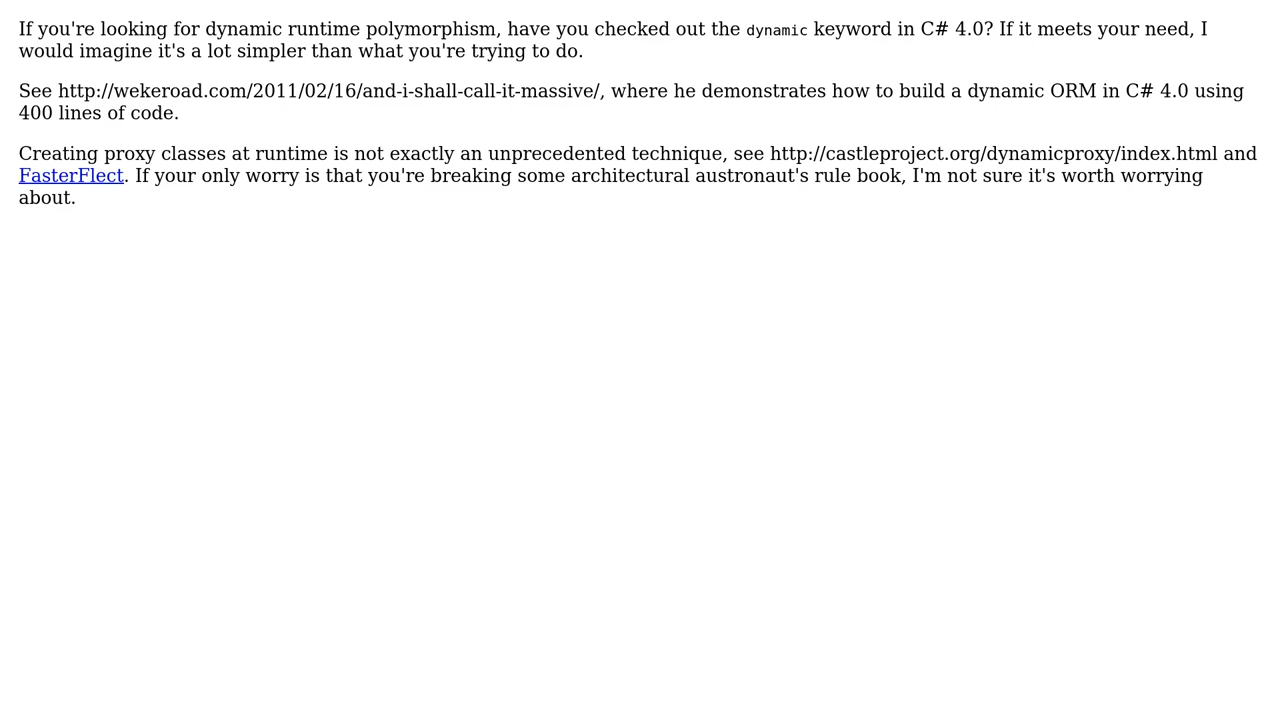 If you're looking for dynamic runtime polymorphism, have you checked out the dynamic keyword in C# 4.0? If it meets your need, I
would imagine it's a lot simpler than what you're trying to do.
See http://wekeroad.com/2011/02/16/and-i-shall-call-it-massive/, where he demonstrates how to build a dynamic ORM in C# 4.0 using
400 lines of code.
Creating proxy classes at runtime is not exactly an unprecedented technique, see http://castleproject.org/dynamicproxy/index.html and
FasterFlect. If your only worry is that you're breaking some architectural austronaut's rule book, I'm not sure it's worth worrying
about.